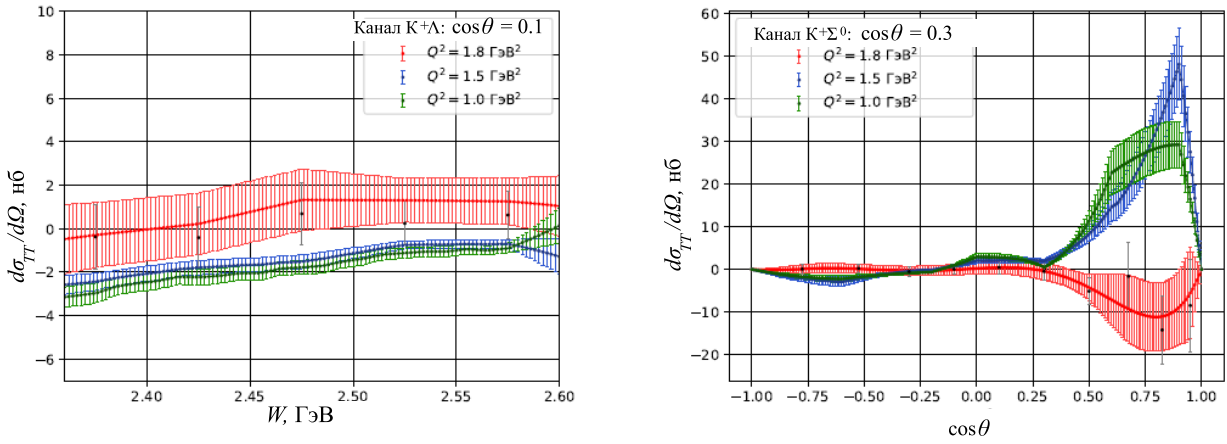 Канал K⁺Λ: cosθ = 0.1
Q² = 1.8 ГэВ²
Q² = 1.5 ГэВ²
Q² = 1.0 ГэВ²
dσ_TT/dΩ, нб
10
8
6
4
2
0
−2
−4
−6
2.40 2.45 2.50 2.55 2.60
W, ГэВ
Канал K⁺Σ⁰: cosθ = 0.3
Q² = 1.8 ГэВ²
Q² = 1.5 ГэВ²
Q² = 1.0 ГэВ²
dσ_TT/dΩ, нб
60
50
40
30
20
10
0
−10
−20
−1.00 −0.75 −0.50 −0.25 0.00 0.25 0.50 0.75 1.00
cosθ